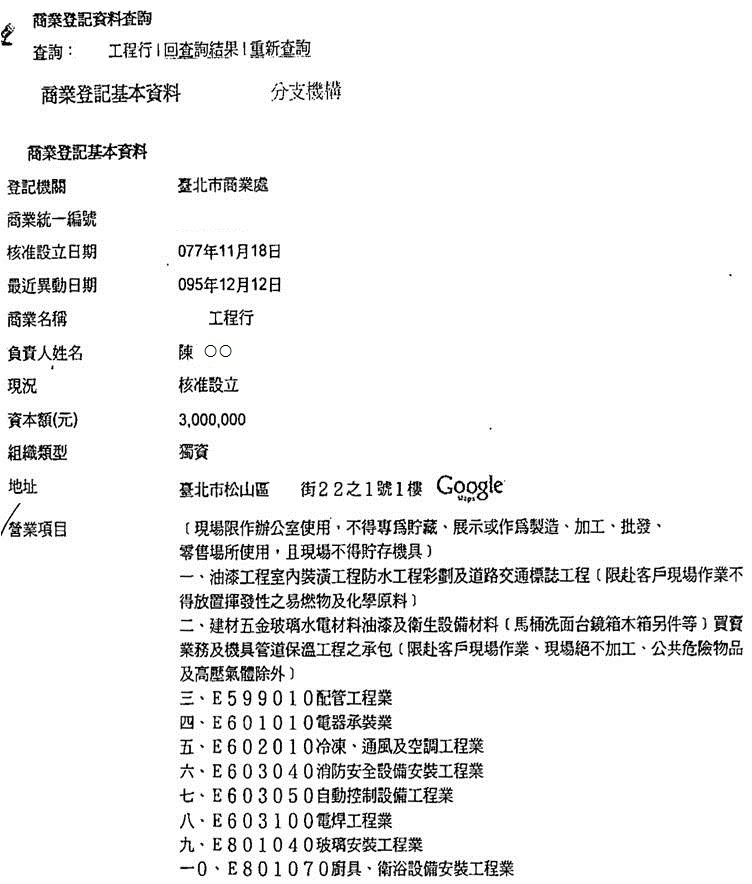 商業登記資料查詢
查詢： 工程行 | 回查詢結果 | 重新查詢
商業登記基本資料 分支機構
商業登記基本資料
登記機關 臺北市商業處
商業統一編號
核准設立日期 077年11月18日
最近異動日期 095年12月12日
商業名稱 工程行
負責人姓名 陳 ○○
現況 核准設立
資本額(元) 3,000,000
組織類型 獨資
地址 臺北市松山區 街２２之１號１樓 Google Maps
營業項目 〔現場限作辦公室使用，不得專爲貯藏、展示或作爲製造、加工、批發、
零售場所使用，且現場不得貯存機具〕
一、油漆工程室內裝潢工程防水工程彩劃及道路交通標誌工程〔限赴客戶現場作業不
得放置揮發性之易燃物及化學原料〕
二、建材五金玻璃水電材料油漆及衛生設備材料〔馬桶洗面台鏡箱木箱另件等〕買賣
業務及機具管道保溫工程之承包〔限赴客戶現場作業、現場絕不加工、公共危險物品
及高壓氣體除外〕
三、Ｅ５９９０１０配管工程業
四、Ｅ６０１０１０電器承裝業
五、Ｅ６０２０１０冷凍、通風及空調工程業
六、Ｅ６０３０４０消防安全設備安裝工程業
七、Ｅ６０３０５０自動控制設備工程業
八、Ｅ６０３１００電焊工程業
九、Ｅ８０１０４０玻璃安裝工程業
一０、Ｅ８０１０７０廚具、衛浴設備安裝工程業